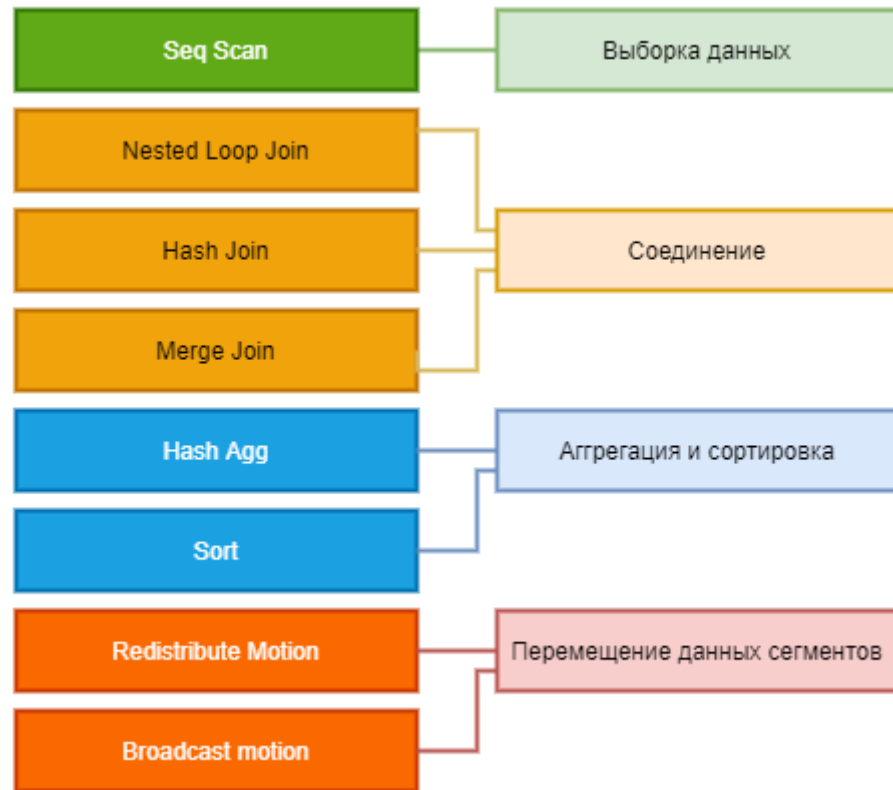 Seq Scan
Выборка данных
Nested Loop Join
Hash Join
Соединение
Merge Join
Hash Agg
Аггрегация и сортировка
Sort
Redistribute Motion
Перемещение данных сегментов
Broadcast motion